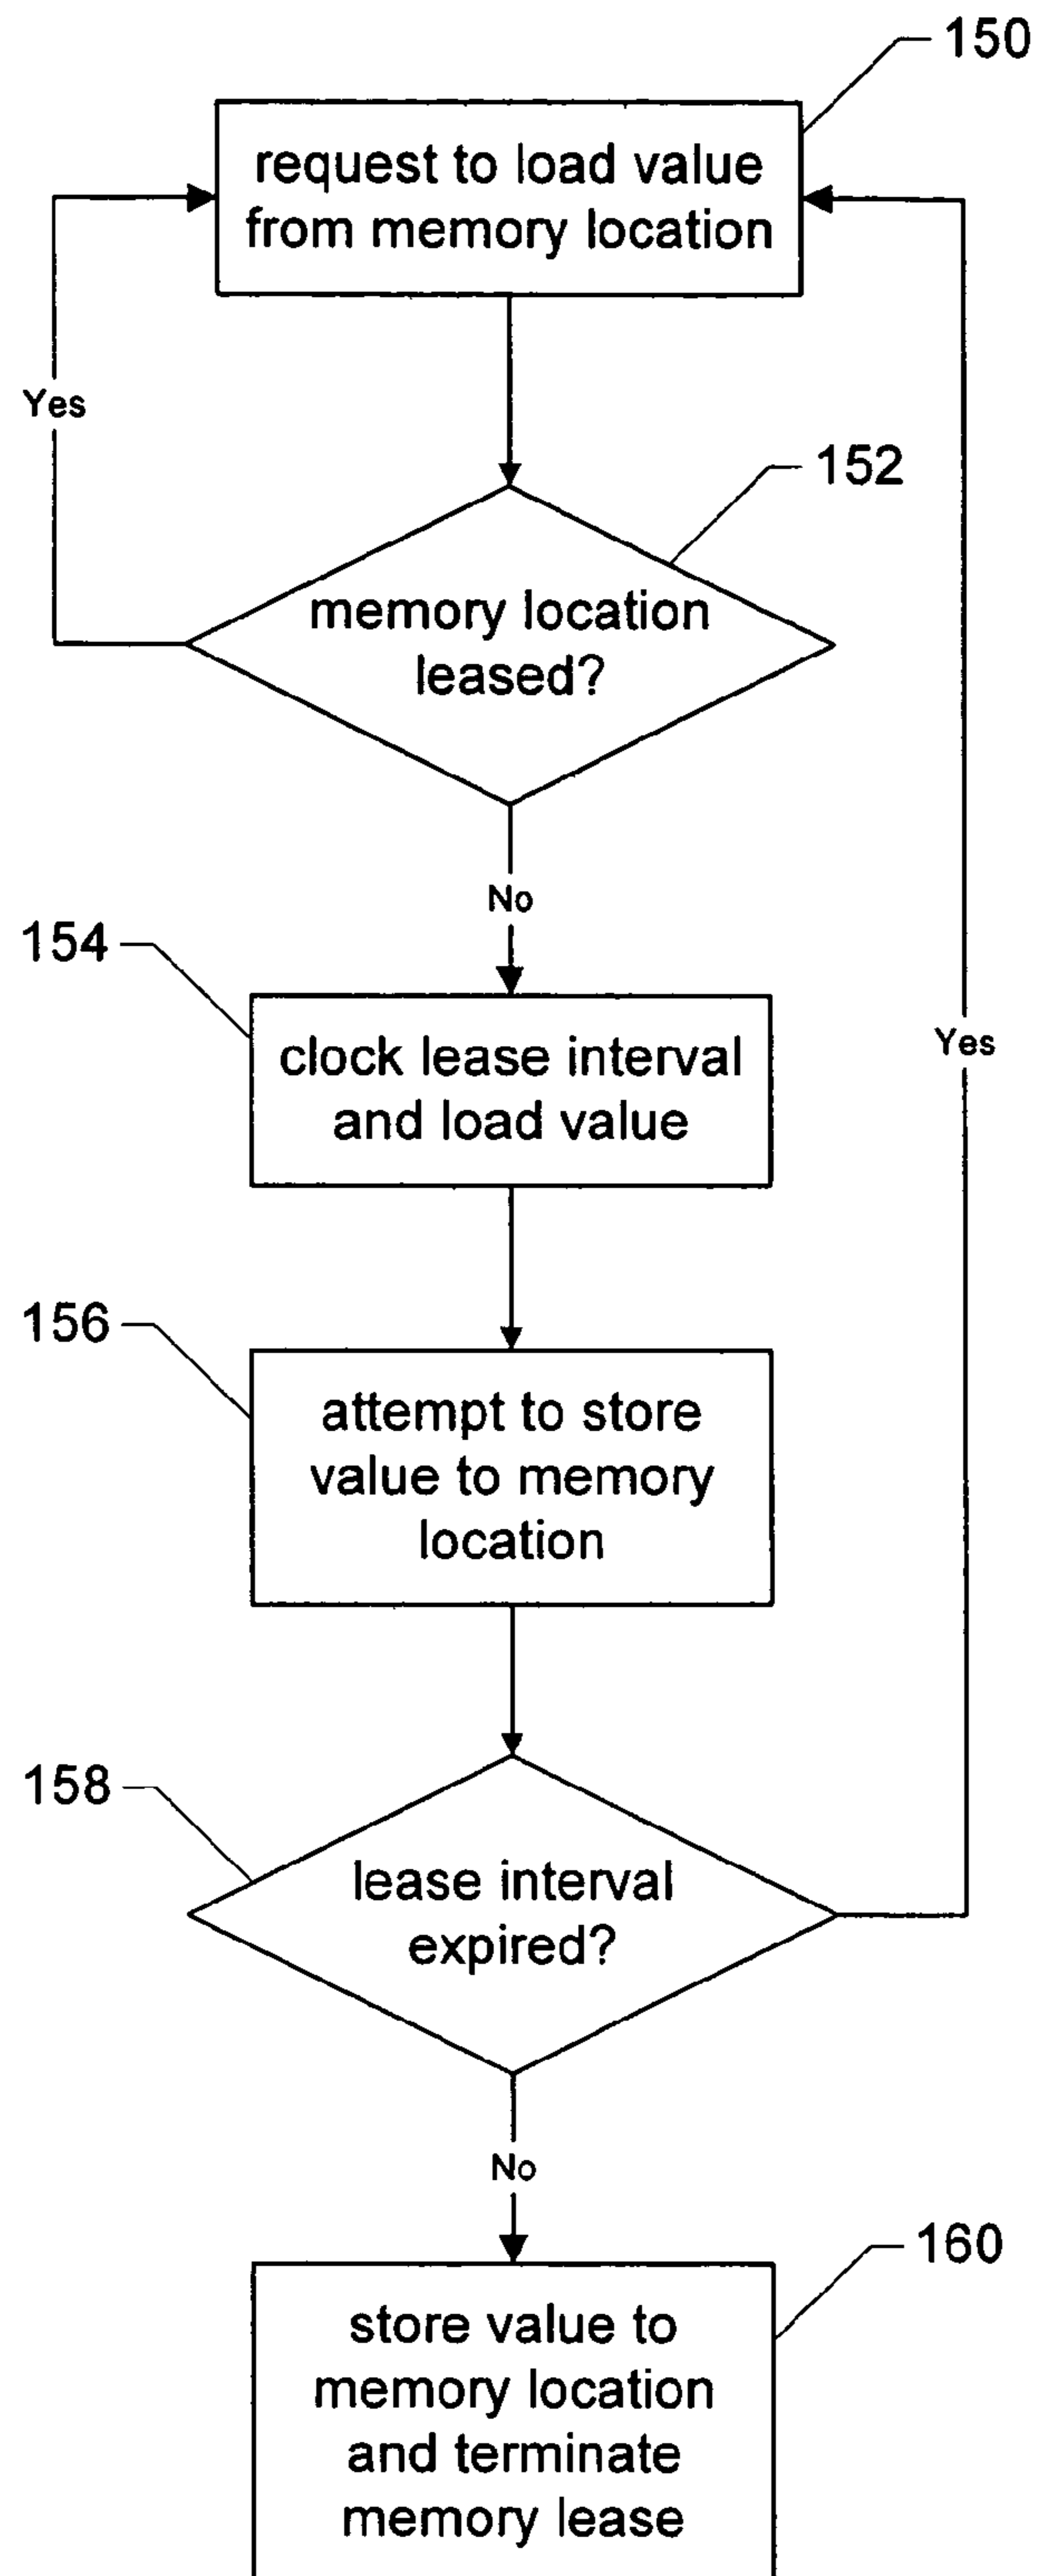 150
request to load value
from memory location
Yes
152
memory location
leased?
No
154
clock lease interval
and load value
Yes
156
attempt to store
value to memory
location
158
lease interval
expired?
No
160
store value to
memory location
and terminate
memory lease